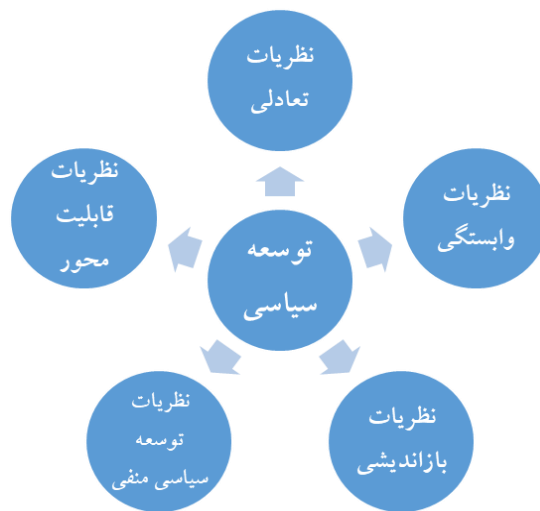 نظریات
تعادلی
نظریات
وابستگی
نظریات
بازاندیشی
نظریات
توسعه
سیاسی منفی
نظریات
قابلیت
محور
توسعه
سیاسی